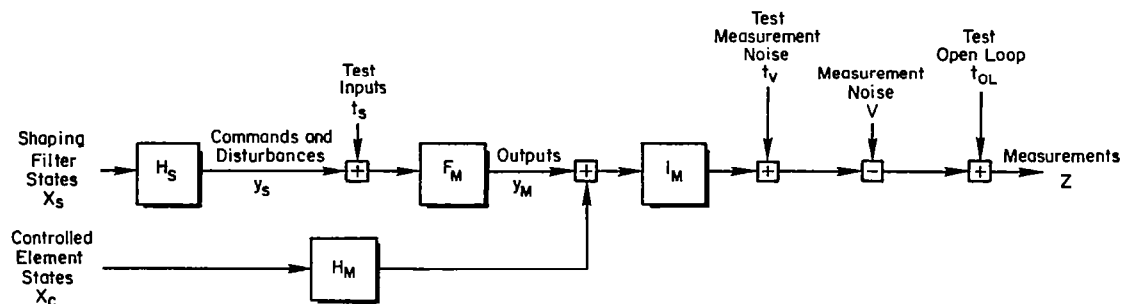 Shaping
Filter
States
X_S
H_S
Commands and
Disturbances
y_S
Test
Inputs
t_S
+
F_M
Outputs
y_M
+
I_M
Test
Measurement
Noise
t_V
+
Measurement
Noise
V
−
Test
Open Loop
t_OL
+
Measurements
Z
Controlled
Element
States
X_C
H_M